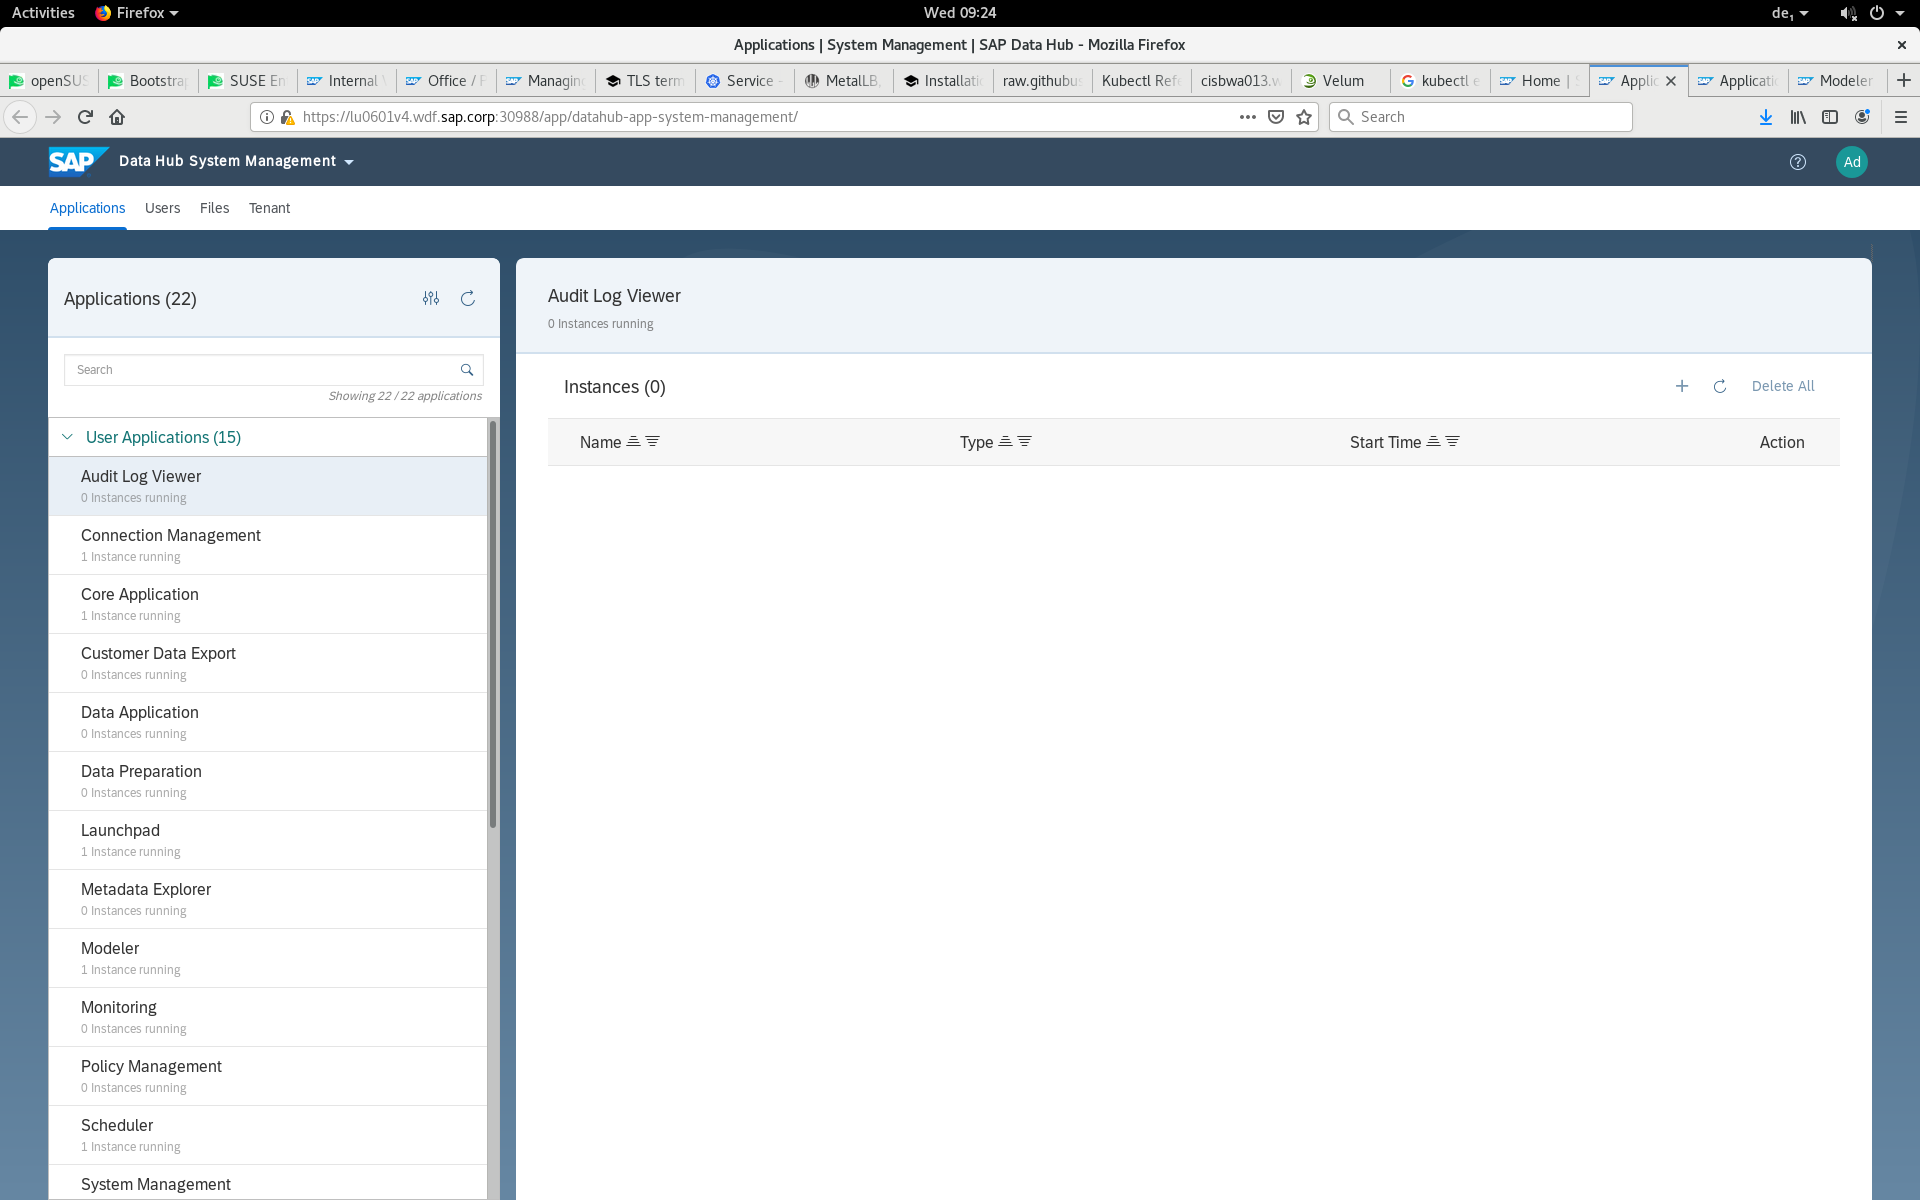 Activities Firefox Wed 09:24 de₁
Applications | System Management | SAP Data Hub - Mozilla Firefox
openSUS Bootstra SUSE En Internal Office / Managing TLS term Service - MetalLB, Installati raw.githubus Kubectl Ref cisbwa013.w Velum kubectl e Home | Applic Applicati Modeler
https://lu0601v4.wdf.sap.corp:30988/app/datahub-app-system-management/ Search
SAP Data Hub System Management Ad
Applications Users Files Tenant
Applications (22)
Search
Showing 22 / 22 applications
User Applications (15)
Audit Log Viewer
0 Instances running
Connection Management
1 Instance running
Core Application
1 Instance running
Customer Data Export
0 Instances running
Data Application
0 Instances running
Data Preparation
0 Instances running
Launchpad
1 Instance running
Metadata Explorer
0 Instances running
Modeler
1 Instance running
Monitoring
0 Instances running
Policy Management
0 Instances running
Scheduler
1 Instance running
System Management
Audit Log Viewer
0 Instances running
Instances (0) Delete All
Name Type Start Time Action